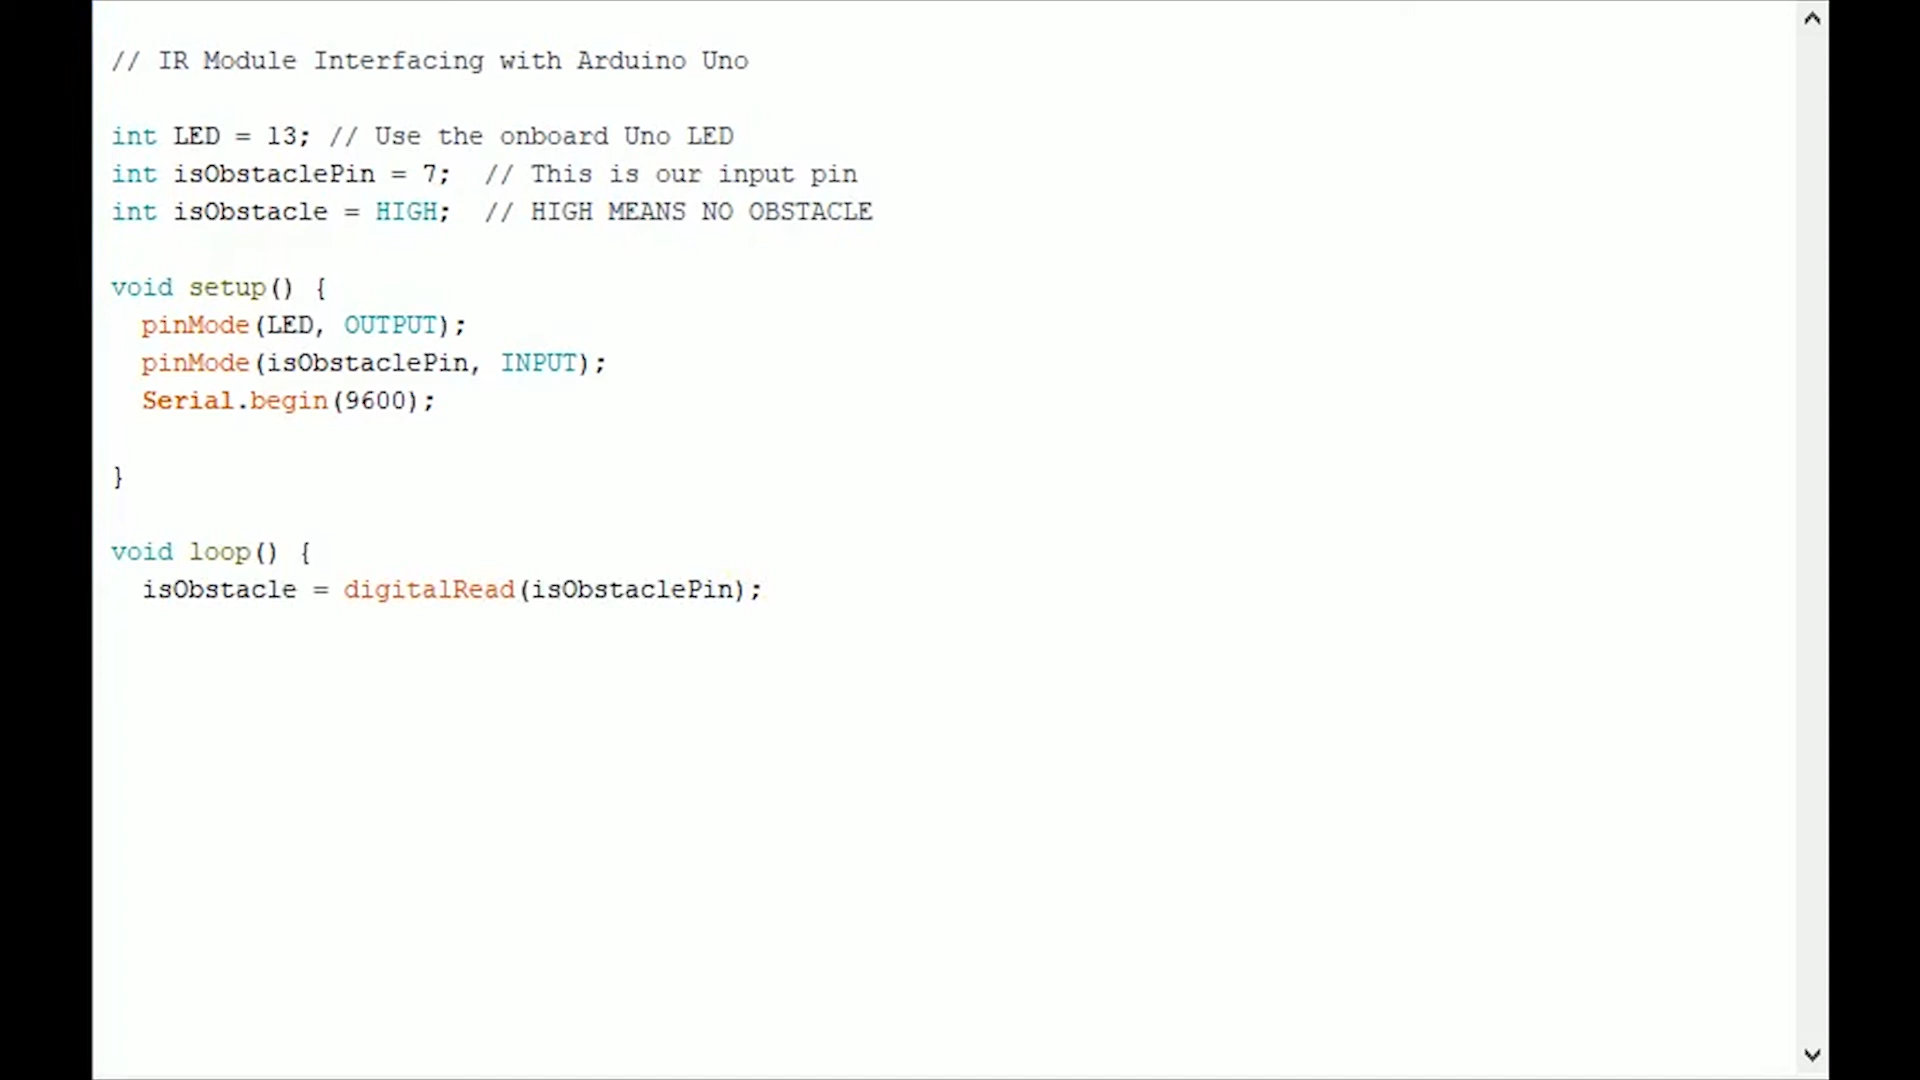 // IR Module Interfacing with Arduino Uno
int LED = 13; // Use the onboard Uno LED
int isObstaclePin = 7;  // This is our input pin
int isObstacle = HIGH;  // HIGH MEANS NO OBSTACLE
void setup() {
  pinMode(LED, OUTPUT);
  pinMode(isObstaclePin, INPUT);
  Serial.begin(9600);
}
void loop() {
  isObstacle = digitalRead(isObstaclePin);